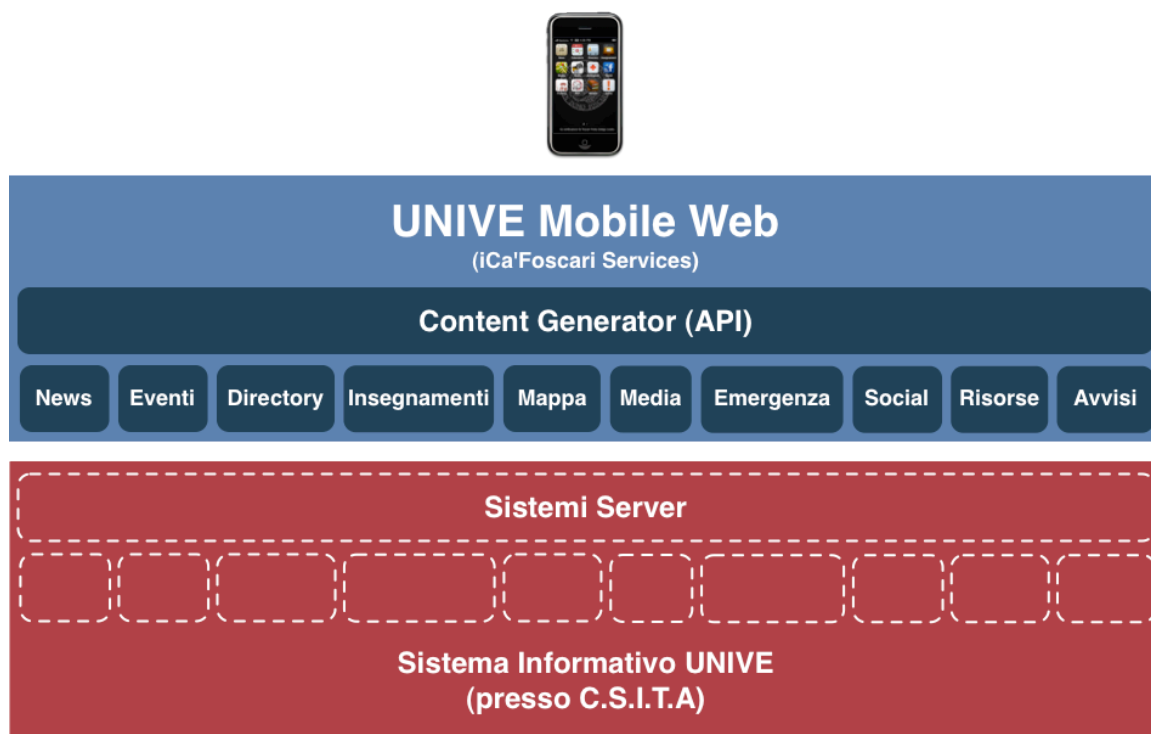 UNIVE Mobile Web
(iCa'Foscari Services)
Content Generator (API)
News Eventi Directory Insegnamenti Mappa Media Emergenza Social Risorse Avvisi
Sistemi Server
Sistema Informativo UNIVE
(presso C.S.I.T.A)